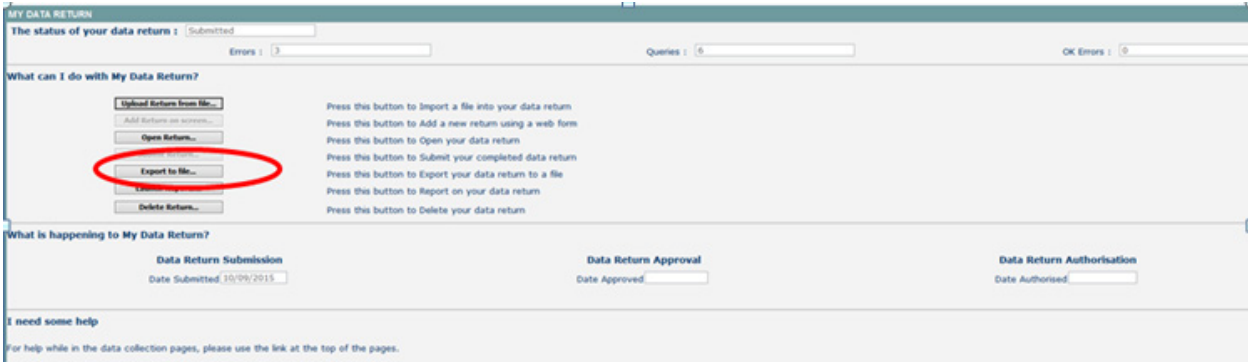 MY DATA RETURN
The status of your data return : Submitted
Errors : 3 Queries : 6 OK Errors : 0
What can I do with My Data Return?
Upload Return from file... Press this button to Import a file into your data return
Add Return on screen... Press this button to Add a new return using a web form
Open Return... Press this button to Open your data return
Return... Press this button to Submit your completed data return
Export to file... Press this button to Export your data return to a file
Press this button to Report on your data return
Delete Return... Press this button to Delete your data return
What is happening to My Data Return?
Data Return Submission Data Return Approval Data Return Authorisation
Date Submitted 10/09/2015 Date Approved Date Authorised
I need some help
For help while in the data collection pages, please use the link at the top of the pages.